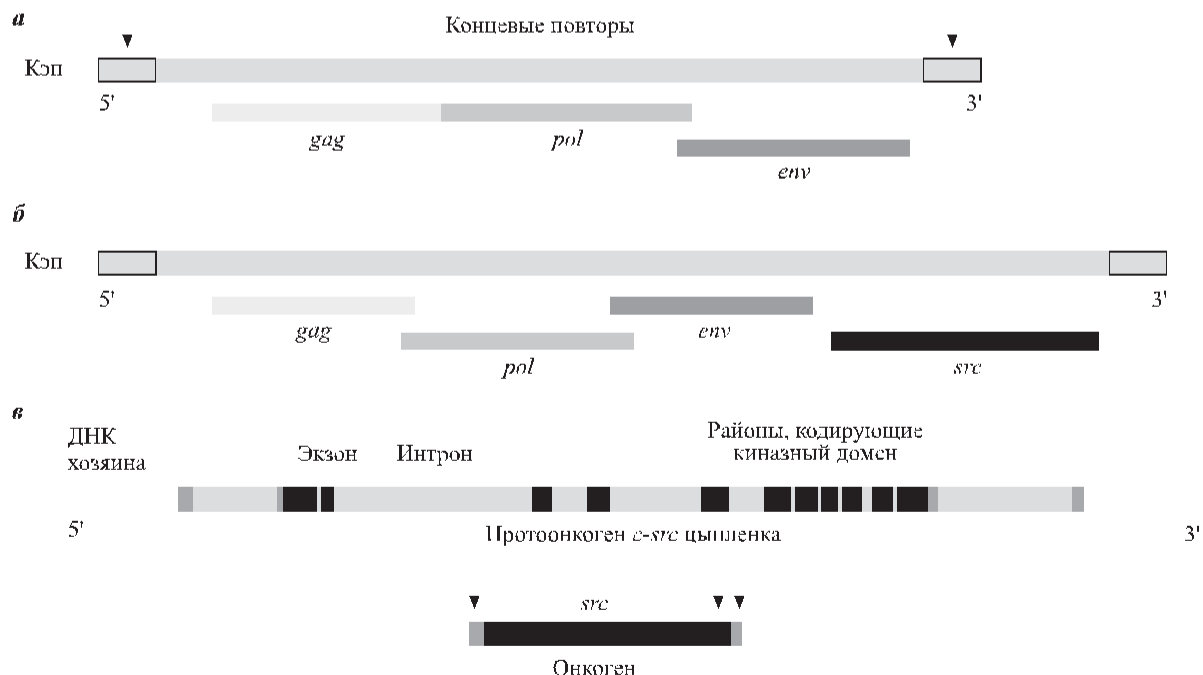 а
Концевые повторы
Кэп
5'
3'
gag
pol
env
б
Кэп
5'
3'
gag
env
pol
src
в
ДНК
хозяина
Экзон
Интрон
Районы, кодирующие
киназный домен
5'
Протоонкоген c-src цыпленка
3'
src
Онкоген